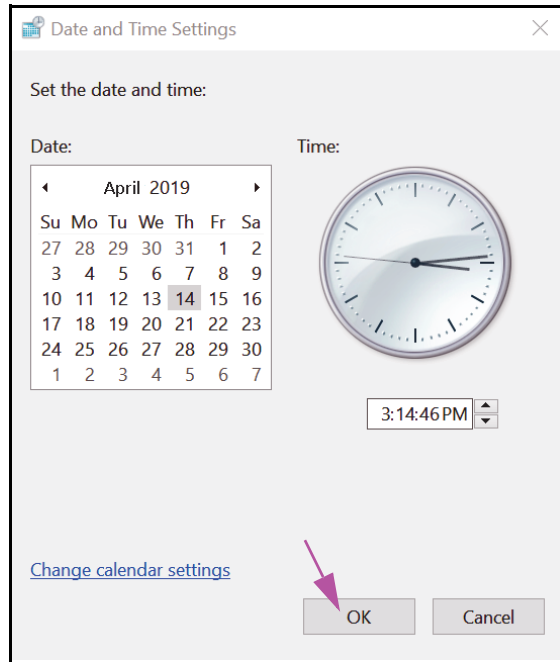 Date and Time Settings
Set the date and time:
Date:
Time:
April 2019
Su Mo Tu We Th Fr Sa
27 28 29 30 31 1 2
3 4 5 6 7 8 9
10 11 12 13 14 15 16
17 18 19 20 21 22 23
24 25 26 27 28 29 30
1 2 3 4 5 6 7
3:14:46 PM
Change calendar settings
OK
Cancel